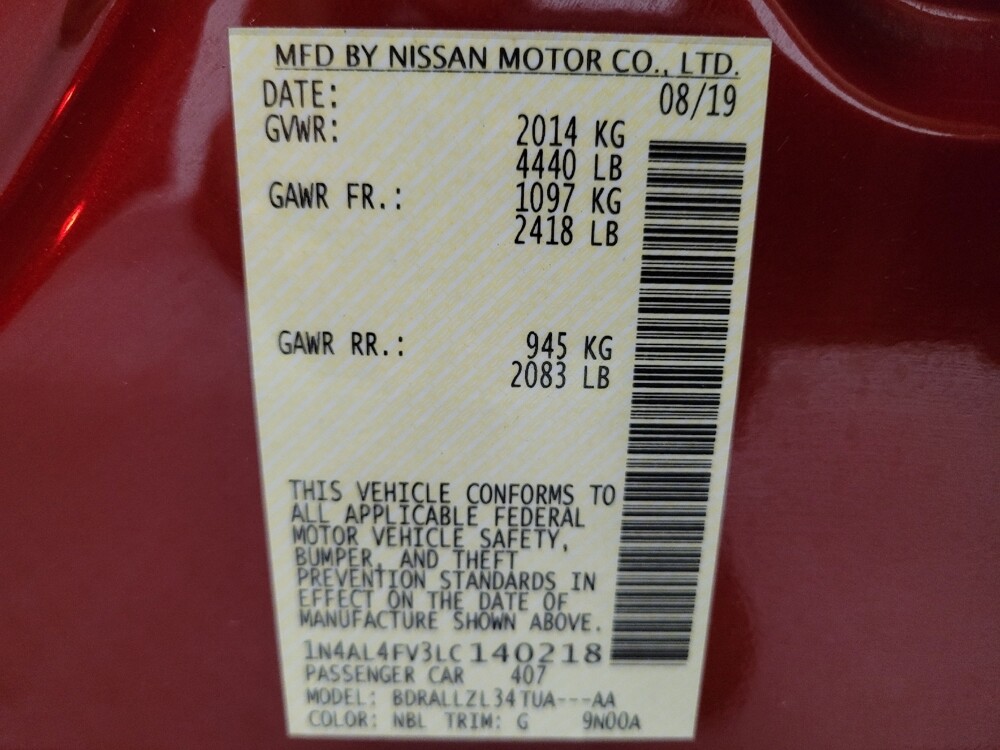 MFD BY NISSAN MOTOR CO., LTD.
DATE: 08/19
GVWR: 2014 KG
4440 LB
GAWR FR.: 1097 KG
2418 LB
GAWR RR.: 945 KG
2083 LB
THIS VEHICLE CONFORMS TO
ALL APPLICABLE FEDERAL
MOTOR VEHICLE SAFETY,
BUMPER, AND THEFT
PREVENTION STANDARDS IN
EFFECT ON THE DATE OF
MANUFACTURE SHOWN ABOVE.
1N4AL4FV3LC140218
PASSENGER CAR 407
MODEL: BDRALLZL34TUA---AA
COLOR: NBL TRIM: G 9N00A